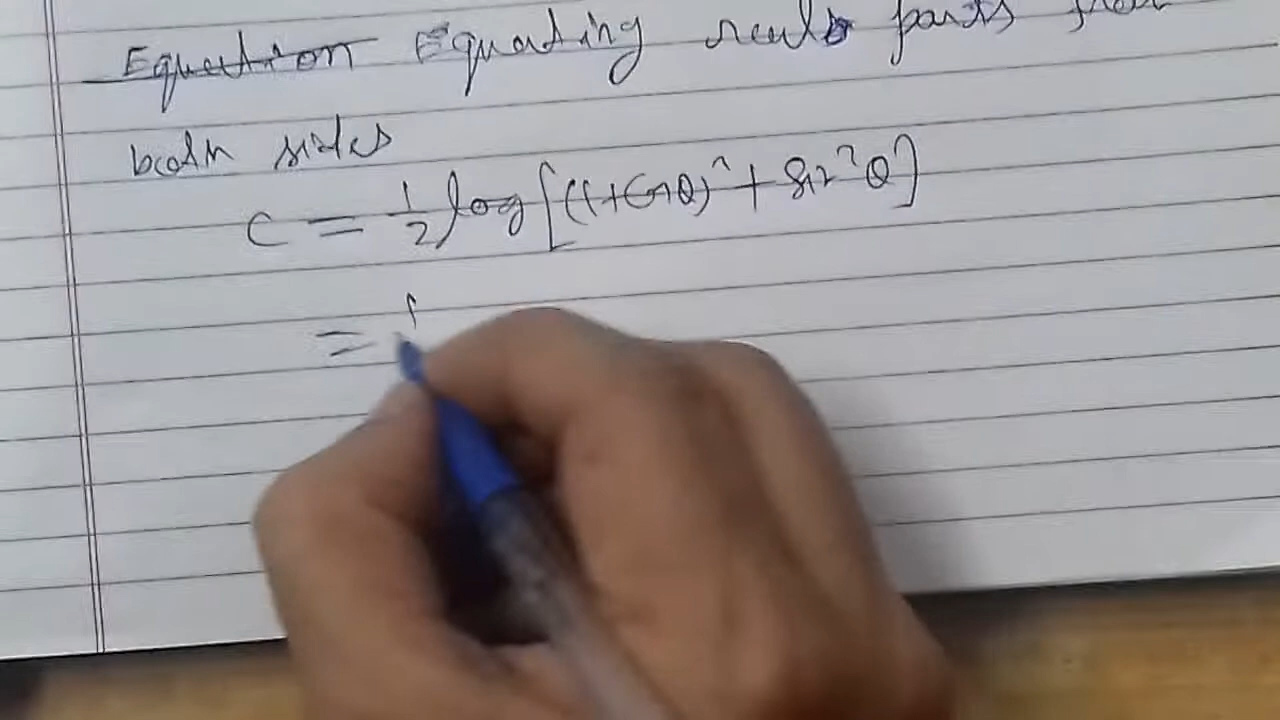 Equation Equating reals parts from
both sides
C = 1/2 log[(1+Cosθ)² + Sin²θ]
=